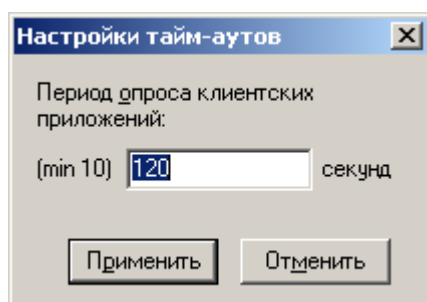 Настройки тайм-аутов
Период опроса клиентских
приложений:
(min 10) 120 секунд
Применить Отменить